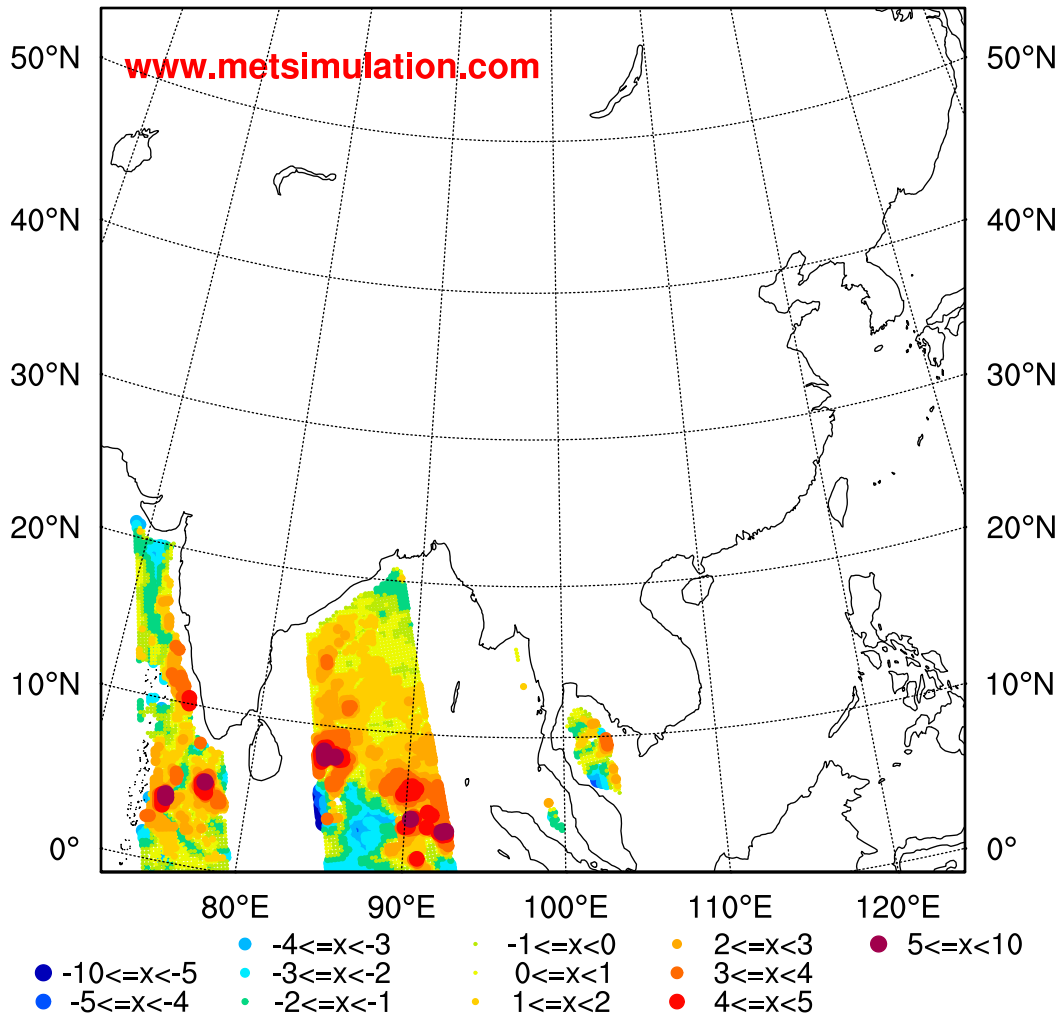 www.metsimulation.com
50°N 50°N
40°N 40°N
30°N 30°N
20°N 20°N
10°N 10°N
0° 0°
80°E 90°E 100°E 110°E 120°E
-4<=x<-3 -1<=x<0 2<=x<3 5<=x<10
-10<=x<-5 -3<=x<-2 0<=x<1 3<=x<4
-5<=x<-4 -2<=x<-1 1<=x<2 4<=x<5